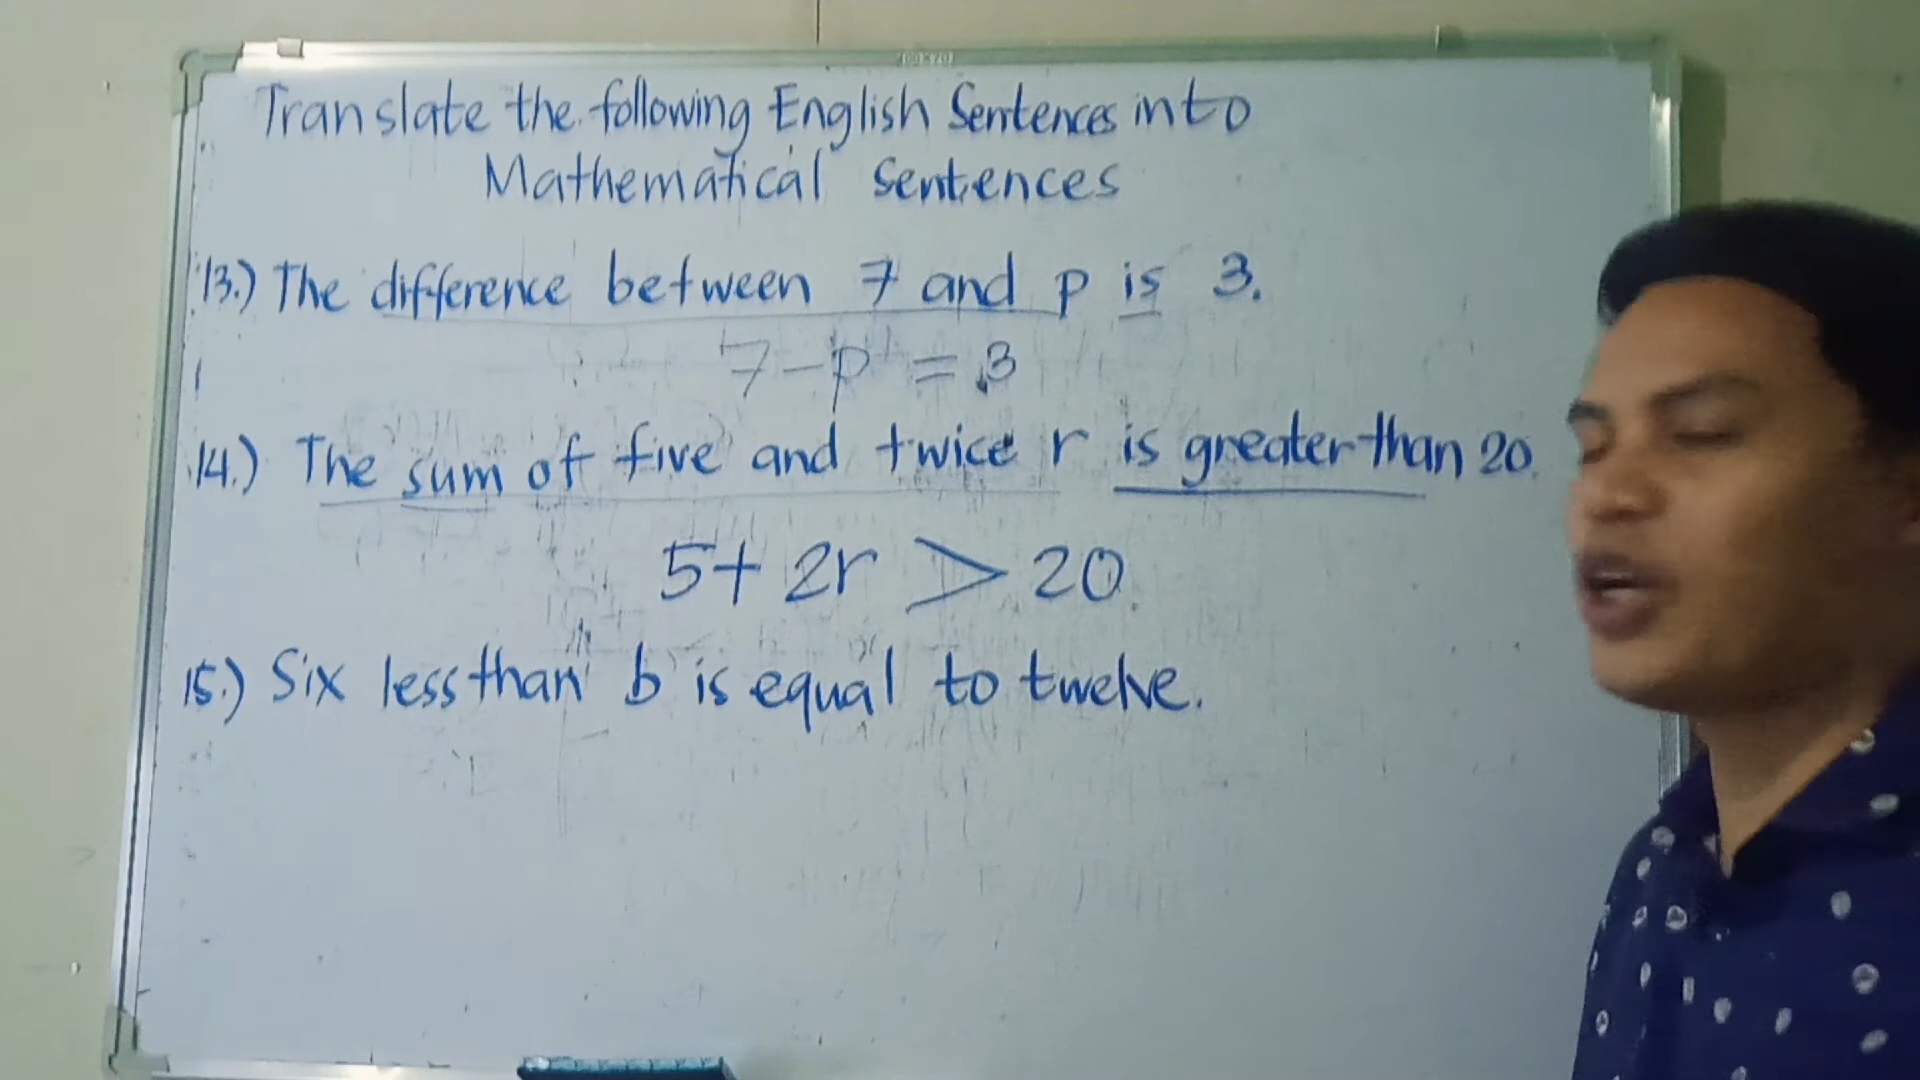 Translate the following English Sentences into
Mathematical Sentences
13.) The difference between 7 and p is 3.
7-p = 3
14.) The sum of five and twice r is greater than 20.
5+ 2r > 20
15.) Six less than b is equal to twelve.